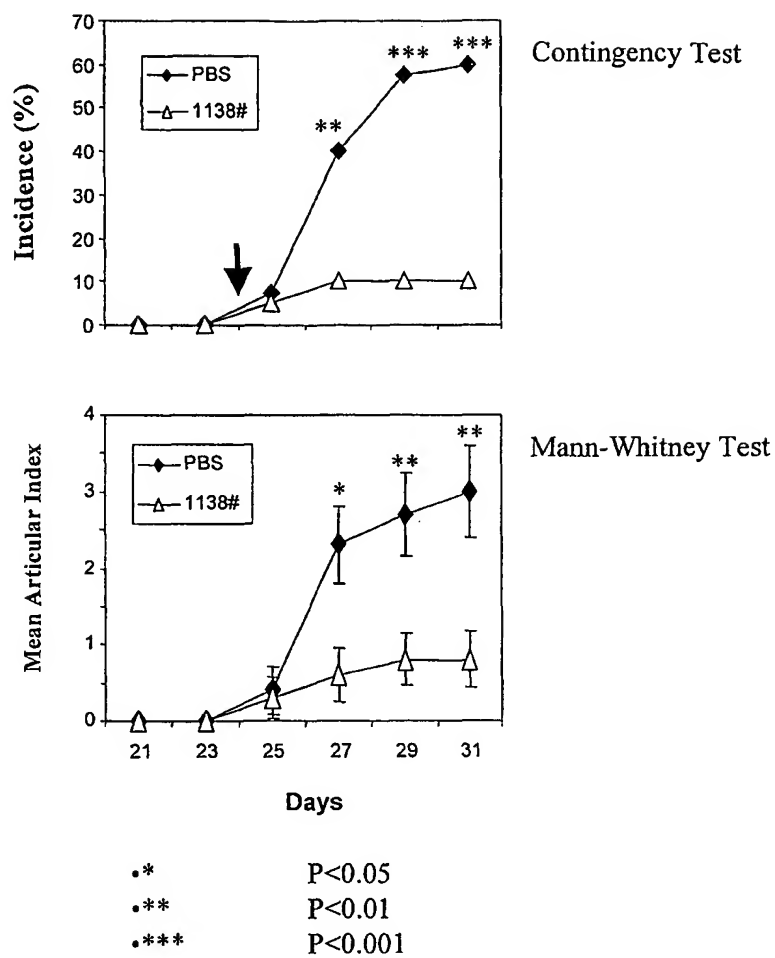 Contingency Test
Incidence (%)
70
60
50
40
30
20
10
0
PBS
1138#
**
***
***
Mann-Whitney Test
Mean Articular Index
4
3
2
1
0
PBS
1138#
*
**
**
21 23 25 27 29 31
Days
•* P<0.05
•** P<0.01
•*** P<0.001